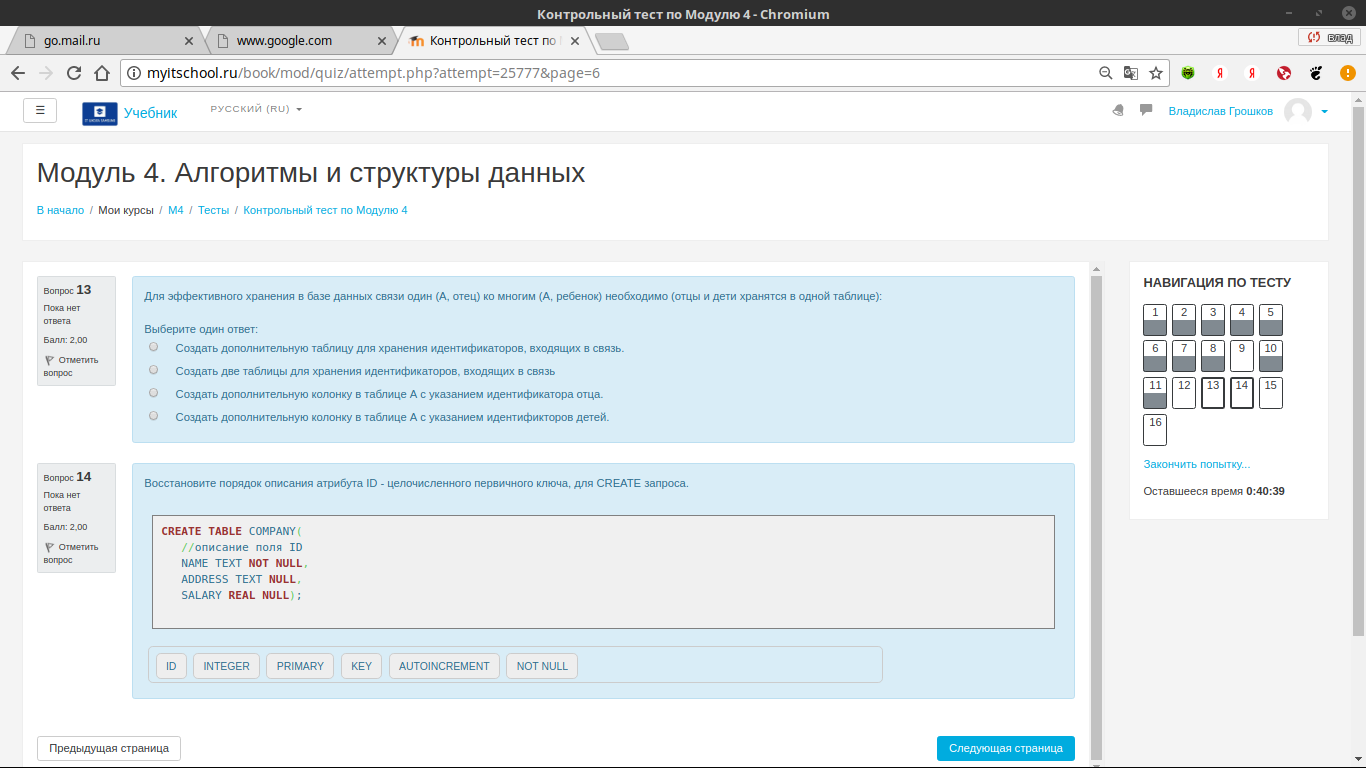 Контрольный тест по Модулю 4 - Chromium
go.mail.ru
www.google.com
Контрольный тест по
влад
myitschool.ru/book/mod/quiz/attempt.php?attempt=25777&page=6
Учебник
РУССКИЙ (RU)
Владислав Грошков
Модуль 4. Алгоритмы и структуры данных
В начало / Мои курсы / М4 / Тесты / Контрольный тест по Модулю 4
Вопрос 13
Пока нет
ответа
Балл: 2,00
Отметить
вопрос
Для эффективного хранения в базе данных связи один (А, отец) ко многим (А, ребенок) необходимо (отцы и дети хранятся в одной таблице):
Выберите один ответ:
Создать дополнительную таблицу для хранения идентификаторов, входящих в связь.
Создать две таблицы для хранения идентификаторов, входящих в связь
Создать дополнительную колонку в таблице А с указанием идентификатора отца.
Создать дополнительную колонку в таблице А с указанием идентификторов детей.
Вопрос 14
Пока нет
ответа
Балл: 2,00
Отметить
вопрос
Восстановите порядок описания атрибута ID - целочисленного первичного ключа, для CREATE запроса.
CREATE TABLE COMPANY(
//описание поля ID
NAME TEXT NOT NULL,
ADDRESS TEXT NULL,
SALARY REAL NULL);
ID INTEGER PRIMARY KEY AUTOINCREMENT NOT NULL
Предыдущая страница
Следующая страница
НАВИГАЦИЯ ПО ТЕСТУ
1 2 3 4 5
6 7 8 9 10
11 12 13 14 15
16
Закончить попытку...
Оставшееся время 0:40:39